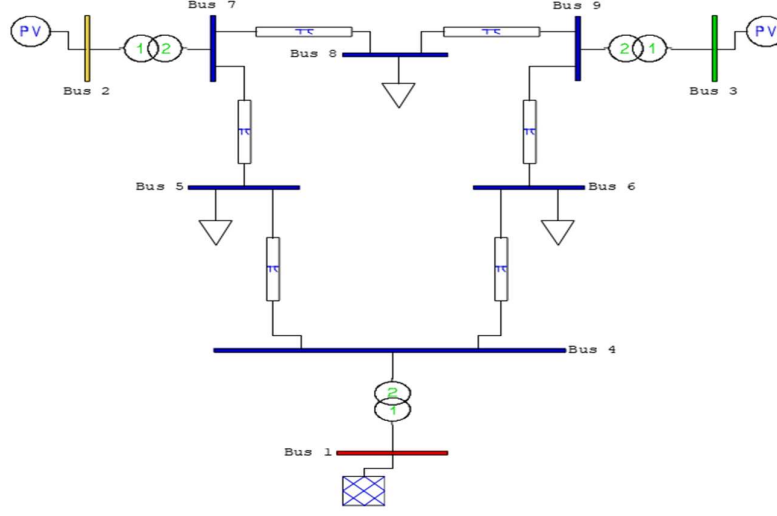 Bus 7
Bus 9
PV
1 2
π
π
2 1
PV
Bus 8
Bus 2
Bus 3
π
π
Bus 5
Bus 6
π
π
Bus 4
2
1
Bus 1